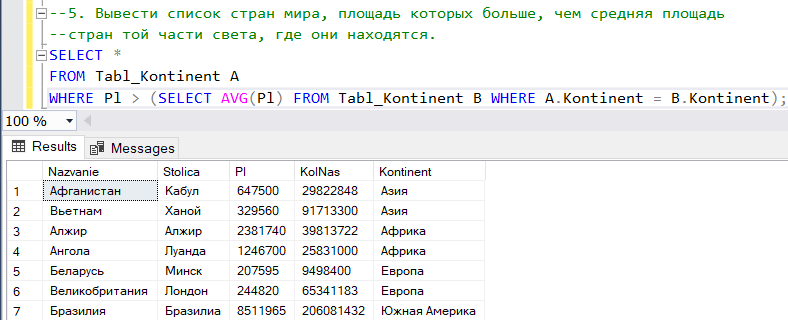 --5. Вывести список стран мира, площадь которых больше, чем средняя площадь
--стран той части света, где они находятся.
SELECT *
FROM Tabl_Kontinent A
WHERE Pl > (SELECT AVG(Pl) FROM Tabl_Kontinent B WHERE A.Kontinent = B.Kontinent);
100 %
Results Messages
Nazvanie Stolica Pl KolNas Kontinent
1 Афганистан Кабул 647500 29822848 Азия
2 Вьетнам Ханой 329560 91713300 Азия
3 Алжир Алжир 2381740 39813722 Африка
4 Ангола Луанда 1246700 25831000 Африка
5 Беларусь Минск 207595 9498400 Европа
6 Великобритания Лондон 244820 65341183 Европа
7 Бразилия Бразилиа 8511965 206081432 Южная Америка